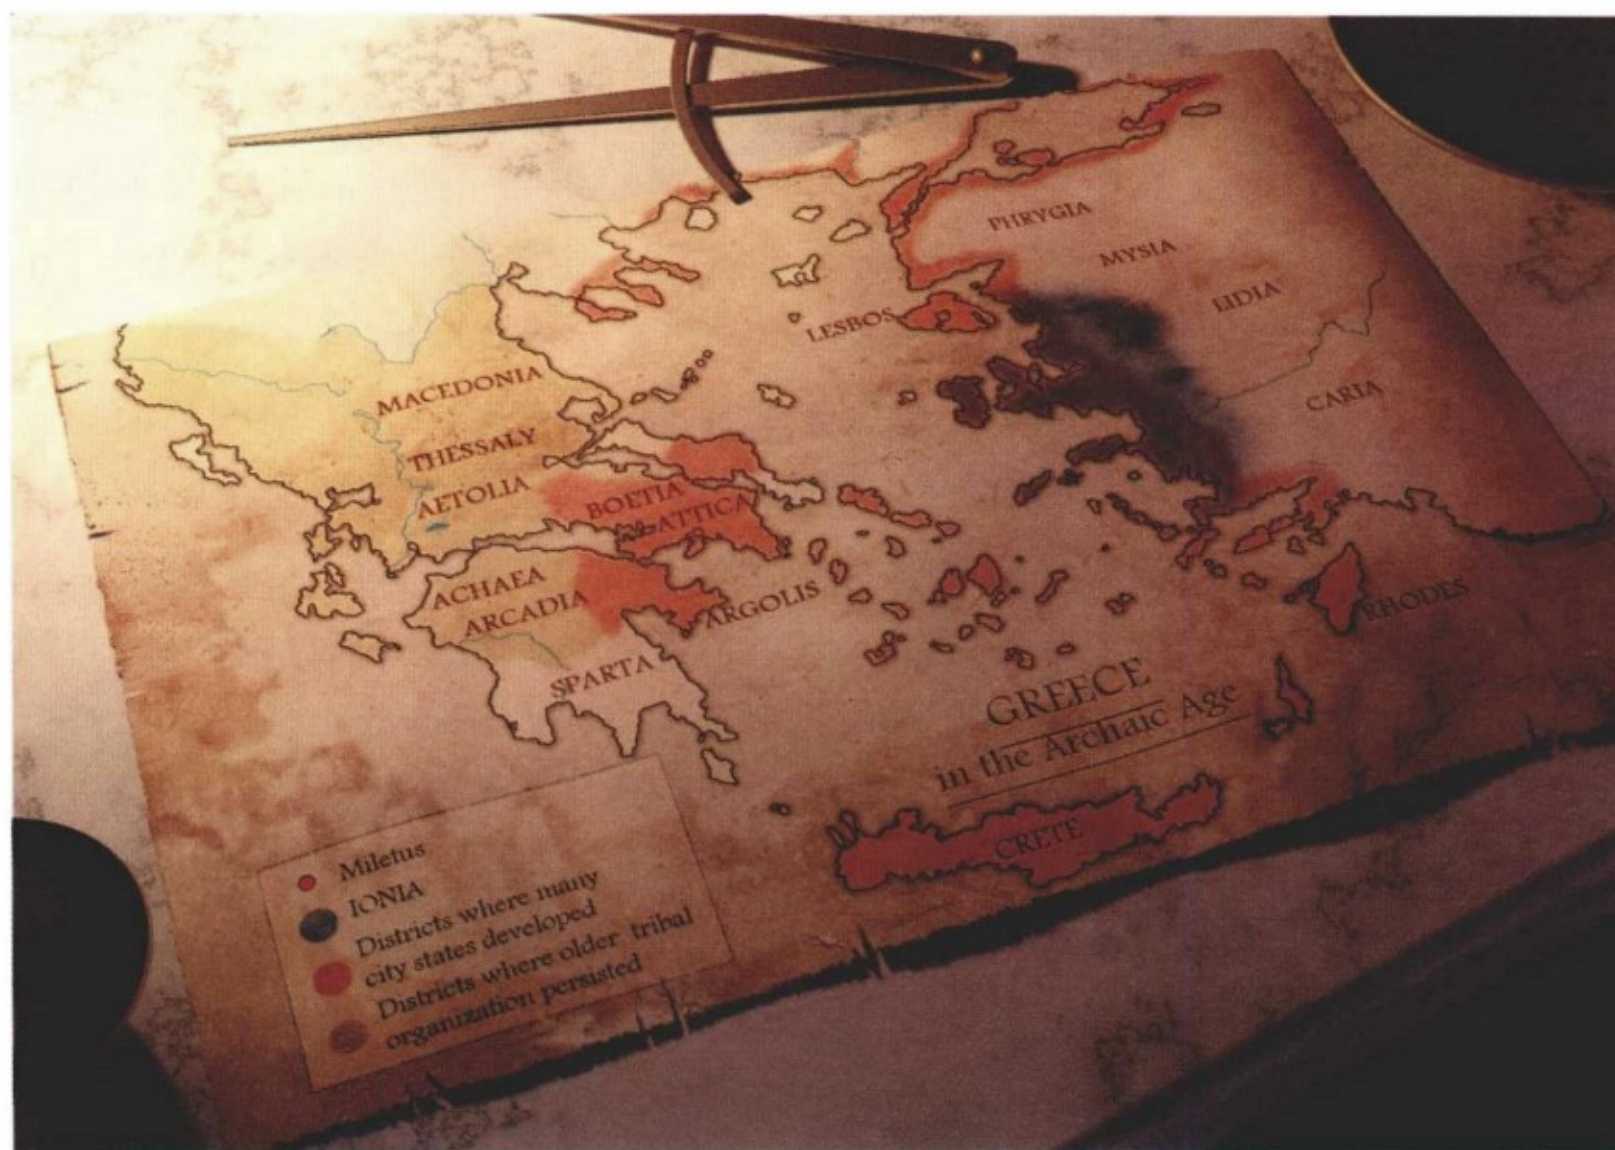 PHRYGIA
MYSIA
LIDIA
LESBOS
CARIA
MACEDONIA
THESSALY
AETOLIA
BOETIA
ATTICA
ACHAEA
ARCADIA
ARGOLIS
SPARTA
RHODES
GREECE
in the Archaic Age
CRETE
Miletus
IONIA
Districts where many
city states developed
Districts where older tribal
organization persisted